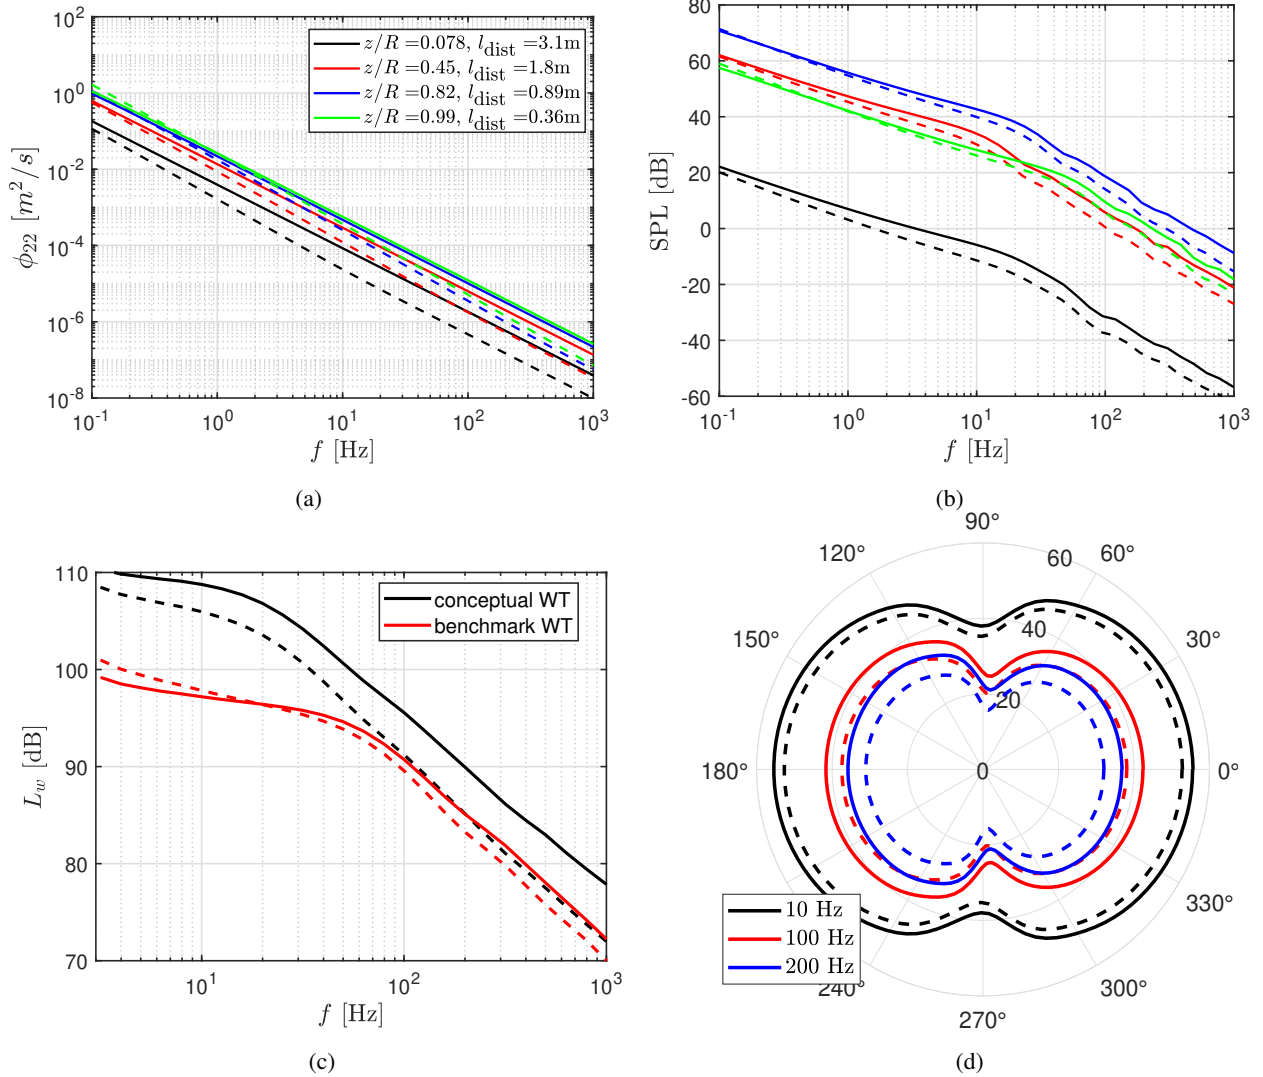 10^2
10^0
10^-2
10^-4
10^-6
10^-8
ϕ_22 [m^2/s]
z/R =0.078, l_dist =3.1m
z/R =0.45, l_dist =1.8m
z/R =0.82, l_dist =0.89m
z/R =0.99, l_dist =0.36m
10^-1 10^0 10^1 10^2 10^3
f [Hz]
(a)
80
60
40
20
0
-20
-40
-60
SPL [dB]
10^-1 10^0 10^1 10^2 10^3
f [Hz]
(b)
110
100
90
80
70
L_w [dB]
conceptual WT
benchmark WT
10^1 10^2 10^3
f [Hz]
(c)
90°
120° 60 60°
150° 40 30°
20
180° 0 0°
330°
240° 300°
270°
10 Hz
100 Hz
200 Hz
(d)